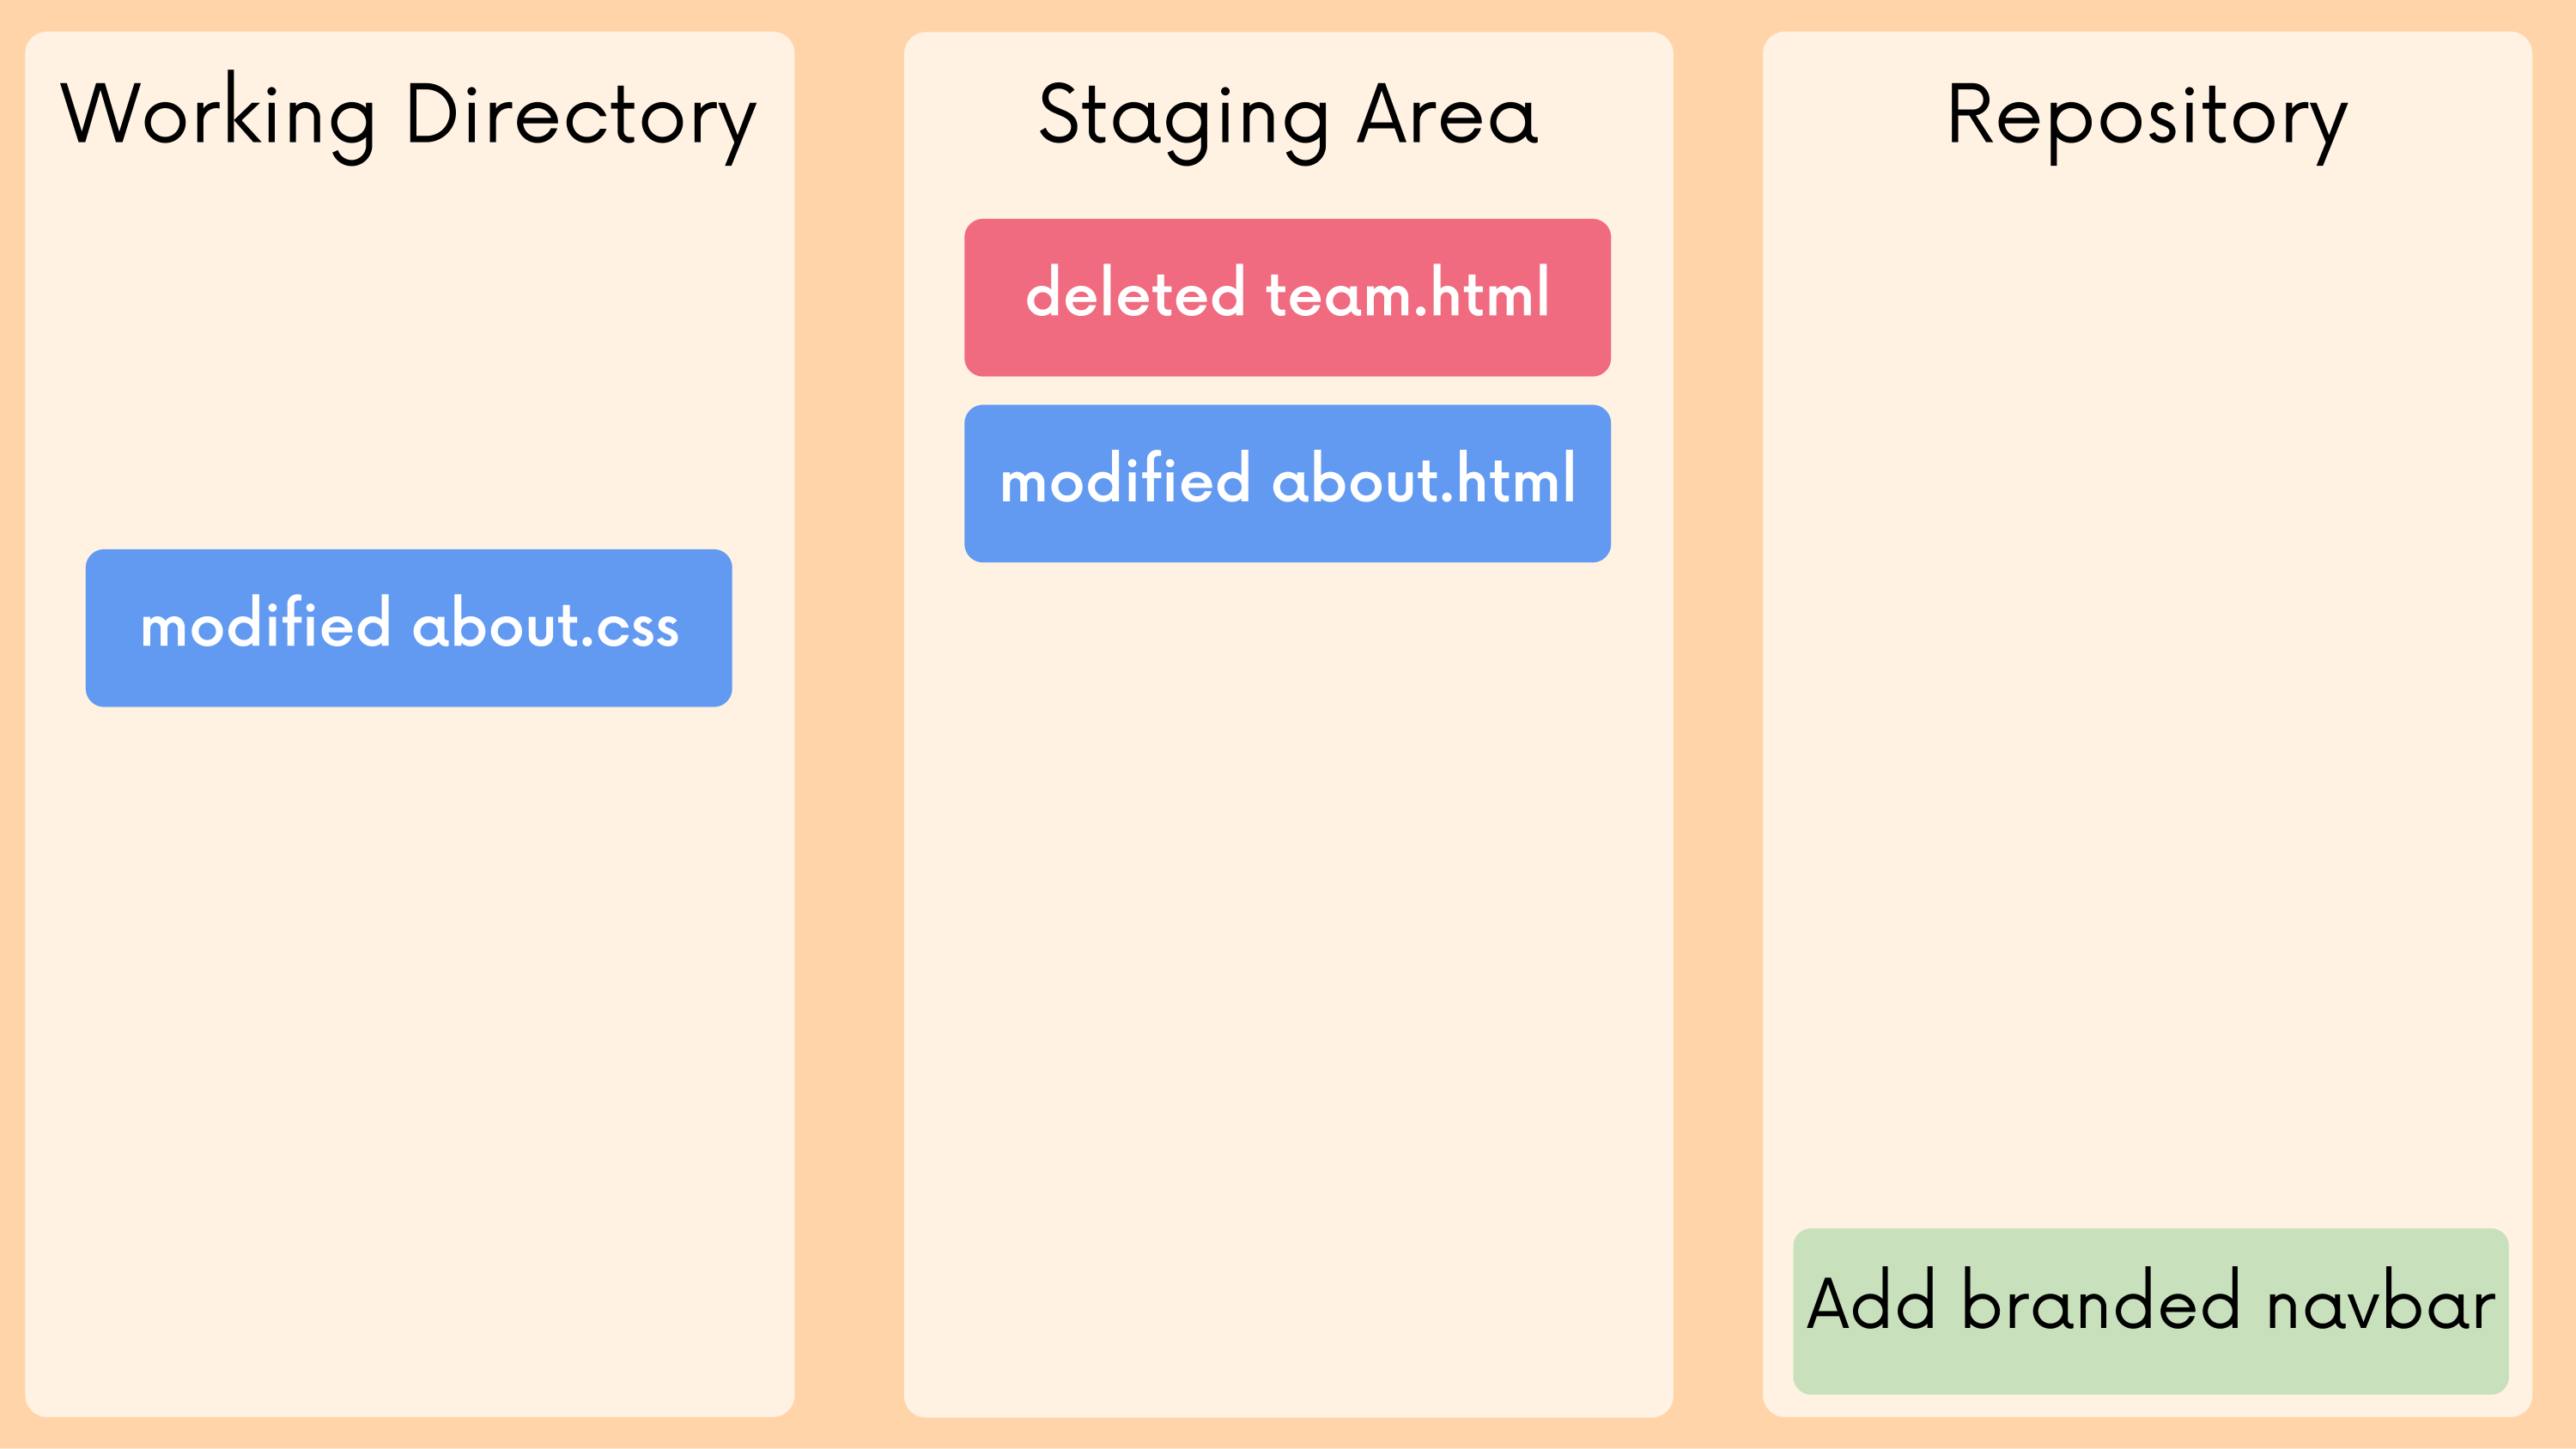 Working Directory
modified about.css
Staging Area
deleted team.html
modified about.html
Repository
Add branded navbar